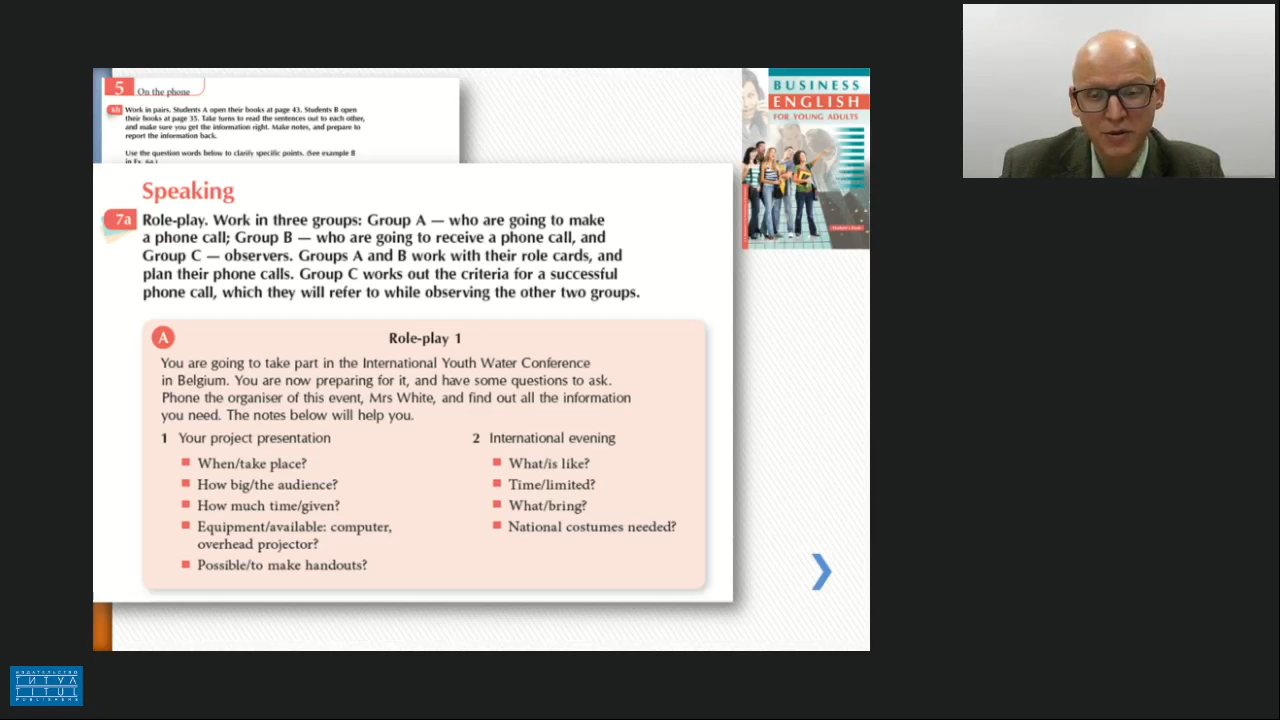 5 On the phone
6b Work in pairs. Students A open their books at page 43. Students B open
their books at page 35. Take turns to read the sentences out to each other,
and make sure you get the information right. Make notes, and prepare to
report the information back.
Use the question words below to clarify specific points. (See example B
in Ex. 6a.)
Speaking
7a Role-play. Work in three groups: Group A — who are going to make
a phone call; Group B — who are going to receive a phone call, and
Group C — observers. Groups A and B work with their role cards, and
plan their phone calls. Group C works out the criteria for a successful
phone call, which they will refer to while observing the other two groups.
A Role-play 1
You are going to take part in the International Youth Water Conference
in Belgium. You are now preparing for it, and have some questions to ask.
Phone the organiser of this event, Mrs White, and find out all the information
you need. The notes below will help you.
1 Your project presentation
When/take place?
How big/the audience?
How much time/given?
Equipment/available: computer,
overhead projector?
Possible/to make handouts?
2 International evening
What/is like?
Time/limited?
What/bring?
National costumes needed?
BUSINESS
ENGLISH
FOR YOUNG ADULTS
ИЗДАТЕЛЬСТВО
ТИТУЛ
TITUL
PUBLISHERS